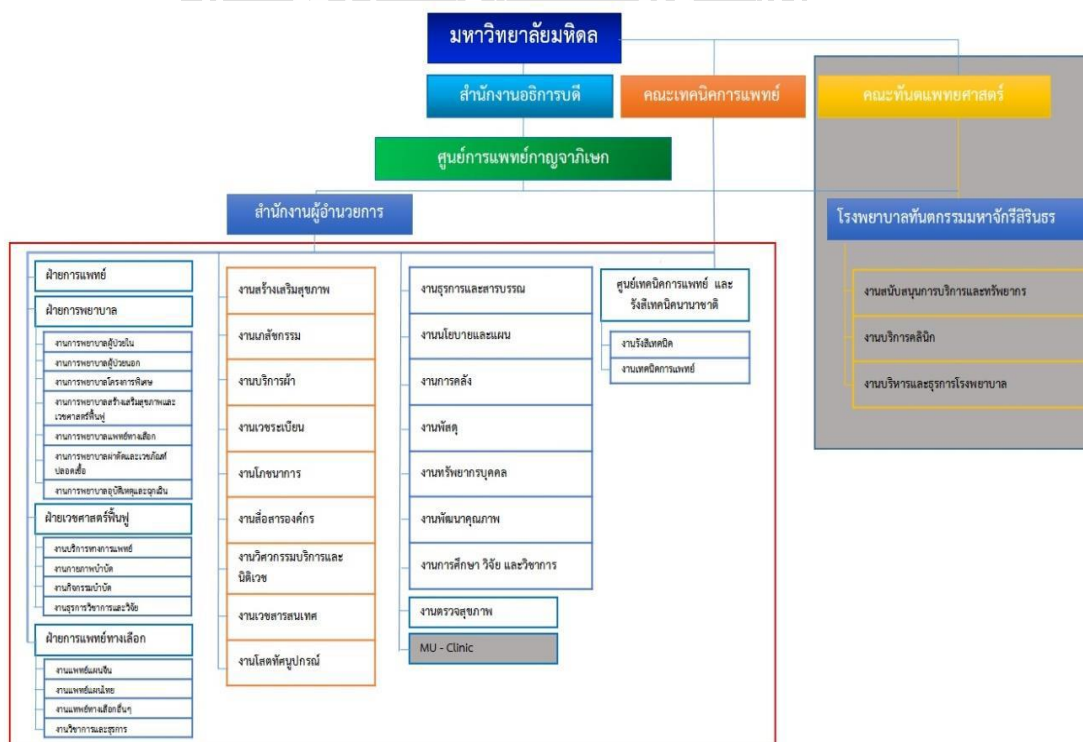 มหาวิทยาลัยมหิดล
สำนักงานอธิการบดี
คณะเทคนิคการแพทย์
คณะทันตแพทยศาสตร์
ศูนย์การแพทย์กาญจาภิเษก
สำนักงานผู้อำนวยการ
โรงพยาบาลทันตกรรมมหาจักรีสิรินธร
ฝ่ายการแพทย์
ฝ่ายการพยาบาล
งานการพยาบาลผู้ป่วยใน
งานการพยาบาลผู้ป่วยนอก
งานการพยาบาลโครงการพิเศษ
งานการพยาบาลสร้างเสริมสุขภาพและ
เวชศาสตร์ฟื้นฟู
งานการพยาบาลแพทย์ทางเลือก
งานการพยาบาลผ่าตัดและเวชภัณฑ์
ปลอดเชื้อ
งานการพยาบาลอุบัติเหตุและฉุกเฉิน
ฝ่ายเวชศาสตร์ฟื้นฟู
งานบริการทางการแพทย์
งานกายภาพบำบัด
งานกิจกรรมบำบัด
งานธุรการวิชาการและวิจัย
ฝ่ายการแพทย์ทางเลือก
งานแพทย์แผนจีน
งานแพทย์แผนไทย
งานแพทย์ทางเลือกอื่นๆ
งานวิชาการและธุรการ
งานสร้างเสริมสุขภาพ
งานเภสัชกรรม
งานบริการผ้า
งานเวชระเบียน
งานโภชนาการ
งานสื่อสารองค์กร
งานวิศวกรรมบริการและ
นิติเวช
งานเวชสารสนเทศ
งานโสตทัศนูปกรณ์
งานธุรการและสารบรรณ
งานนโยบายและแผน
งานการคลัง
งานพัสดุ
งานทรัพยากรบุคคล
งานพัฒนาคุณภาพ
งานการศึกษา วิจัย และวิชาการ
งานตรวจสุขภาพ
MU - Clinic
ศูนย์เทคนิคการแพทย์ และ
รังสีเทคนิคนานาชาติ
งานรังสีเทคนิค
งานเทคนิคการแพทย์
งานสนับสนุนการบริการและทรัพยากร
งานบริการคลินิก
งานบริหารและธุรการโรงพยาบาล